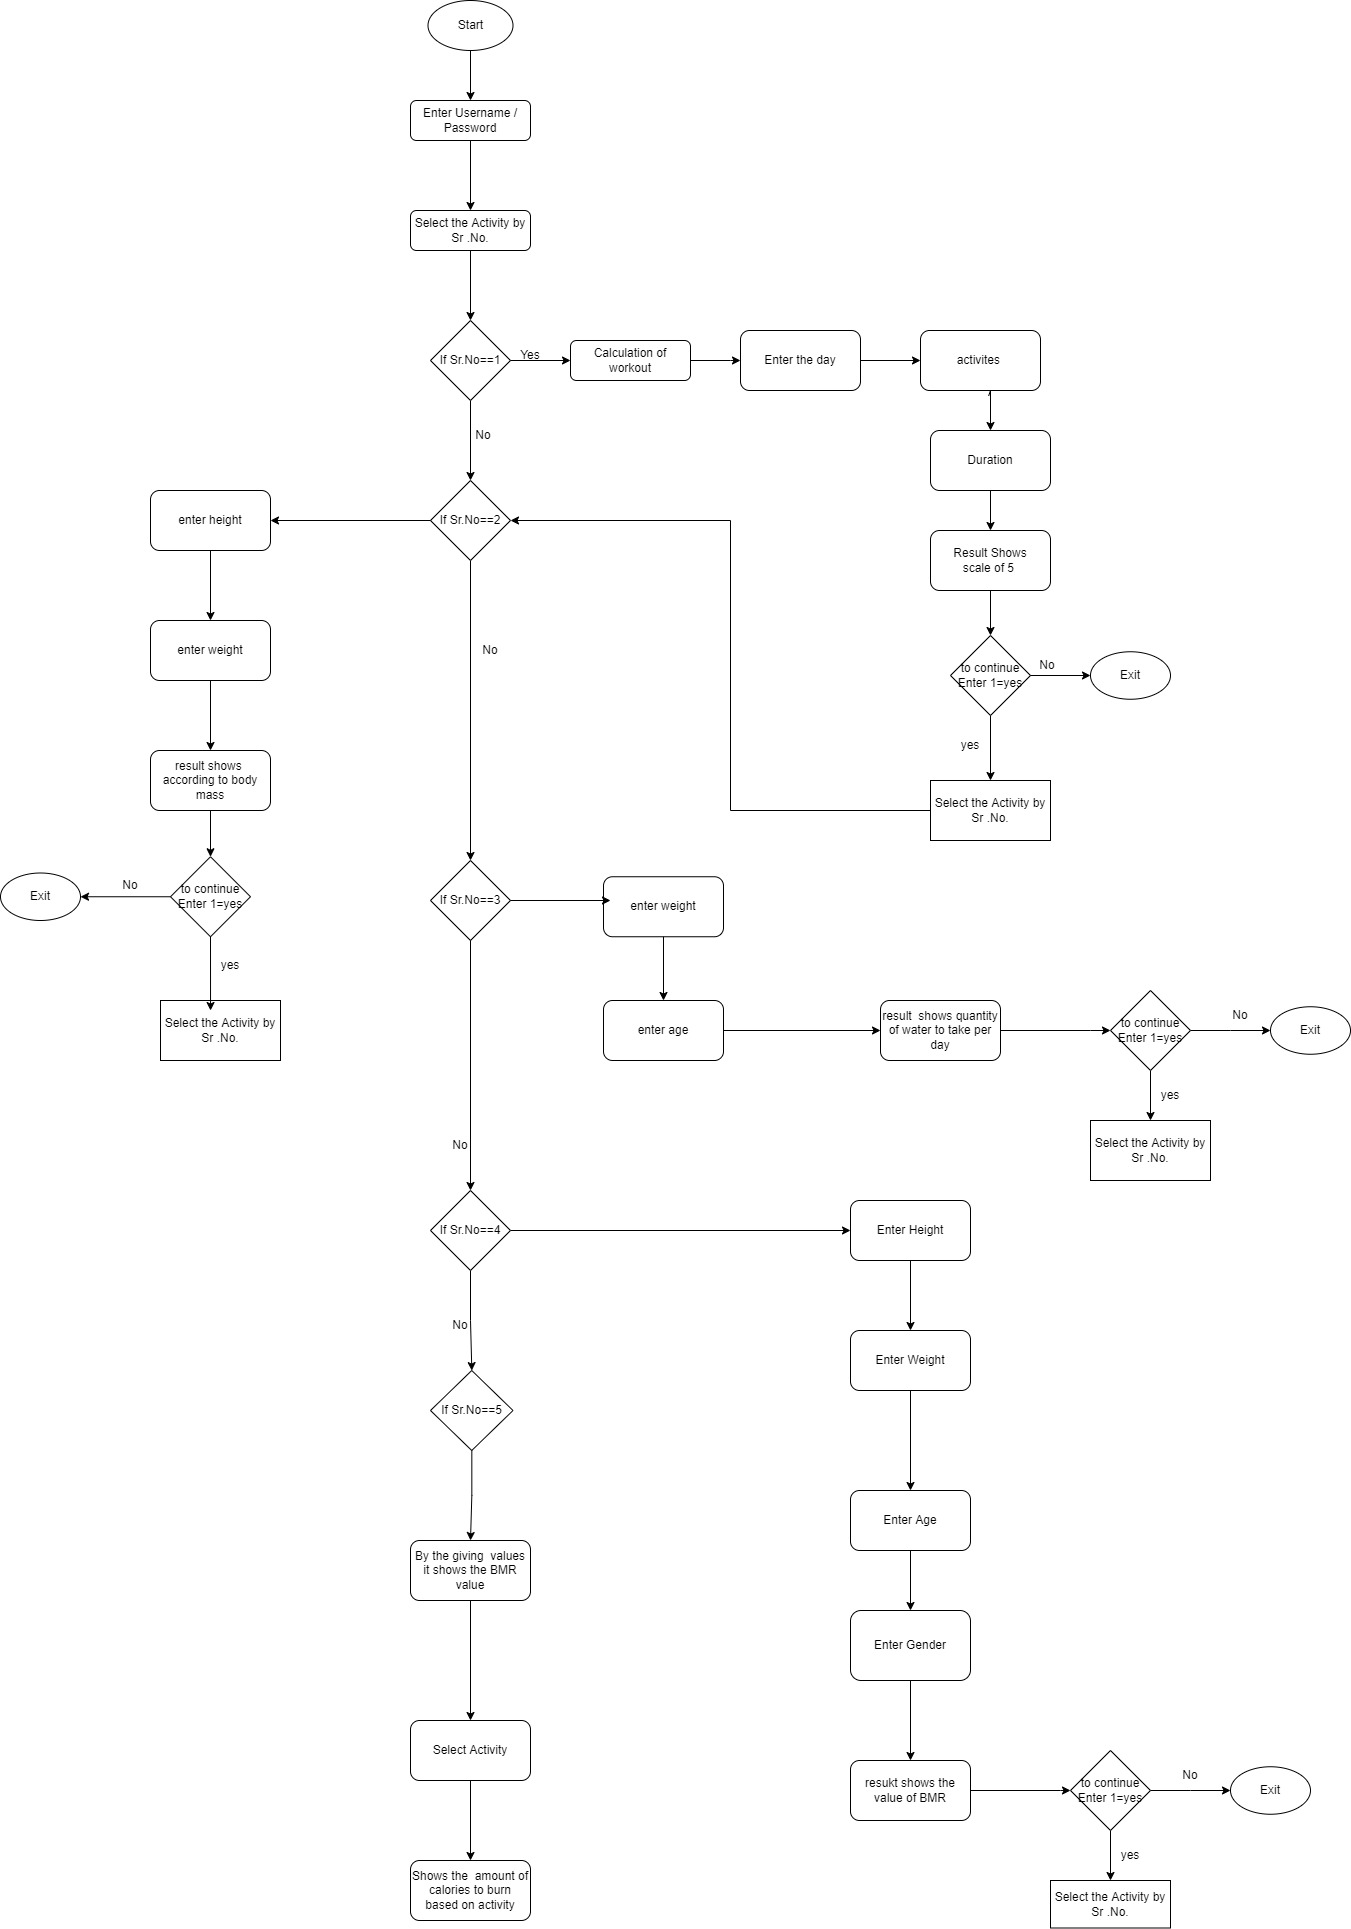 Start
Enter Username /
Password
Select the Activity by
Sr .No.
If Sr.No==1
Yes
Calculation of
workout
Enter the day
activites
No
Duration
If Sr.No==2
enter height
Result Shows
scale of 5
No
enter weight
to continue
Enter 1=yes
No
Exit
yes
result shows
according to body
mass
Select the Activity by
Sr .No.
Exit
No
to continue
Enter 1=yes
If Sr.No==3
enter weight
yes
Select the Activity by
Sr .No.
enter age
result  shows quantity
of water to take per
day
to continue
Enter 1=yes
No
Exit
yes
No
Select the Activity by
Sr .No.
If Sr.No==4
Enter Height
No
Enter Weight
If Sr.No==5
Enter Age
By the giving  values
it shows the BMR
value
Enter Gender
Select Activity
resukt shows the
value of BMR
to continue
Enter 1=yes
No
Exit
yes
Shows the  amount of
calories to burn
based on activity
Select the Activity by
Sr .No.